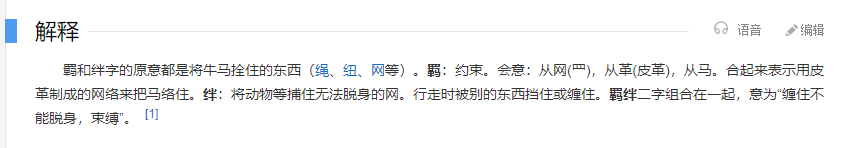 解释
语音
编辑
羁和绊字的原意都是将牛马拴住的东西（绳、纽、网等）。羁：约束。会意：从网(罒)，从革(皮革)，从马。合起来表示用皮
革制成的网络来把马络住。绊：将动物等捕住无法脱身的网。行走时被别的东西挡住或缠住。羁绊二字组合在一起，意为“缠住不
能脱身，束缚”。 [1]